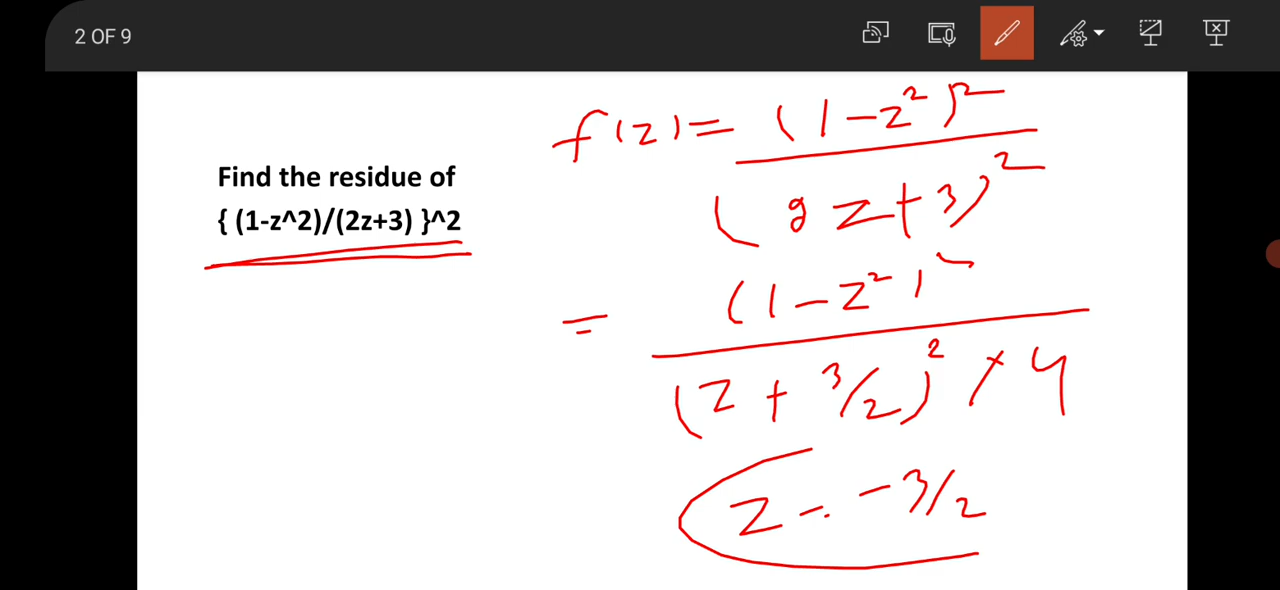 2 OF 9
Find the residue of
{ (1-z^2)/(2z+3) }^2
f(z) = (1-z²)²
(2z+3)²
= (1-z²)²
(z + 3/2)² × 4
z = -3/2